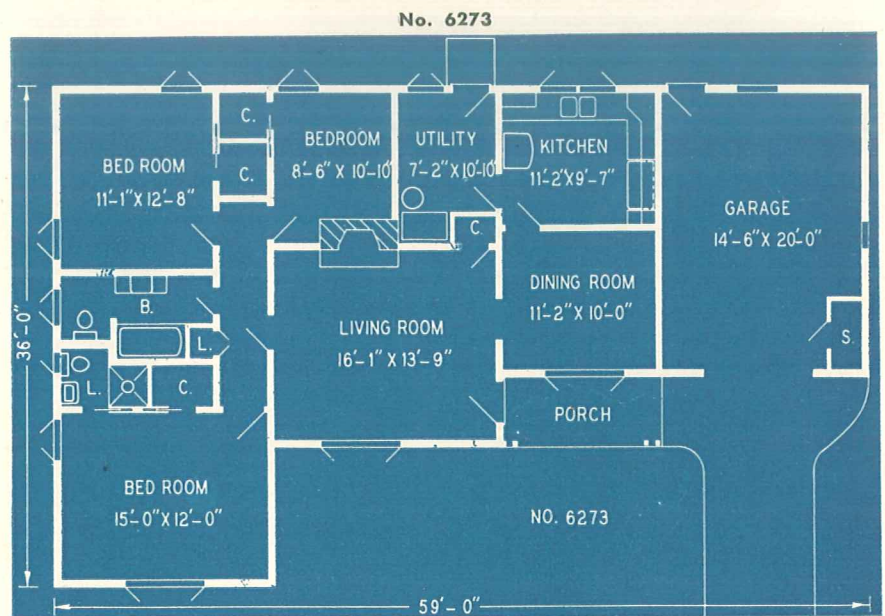 No. 6273
C.
C.
BED ROOM
11'-1" X 12'-8"
BEDROOM
8'-6" X 10'-10"
UTILITY
7'-2" X 10'-10"
KITCHEN
11'-2" X 9'-7"
C.
GARAGE
14'-6" X 20'-0"
DINING ROOM
11'-2" X 10'-0"
B.
LIVING ROOM
16'-1" X 13'-9"
L.
S.
36'-0"
L.
C.
PORCH
BED ROOM
15'-0" X 12'-0"
NO. 6273
59'-0"